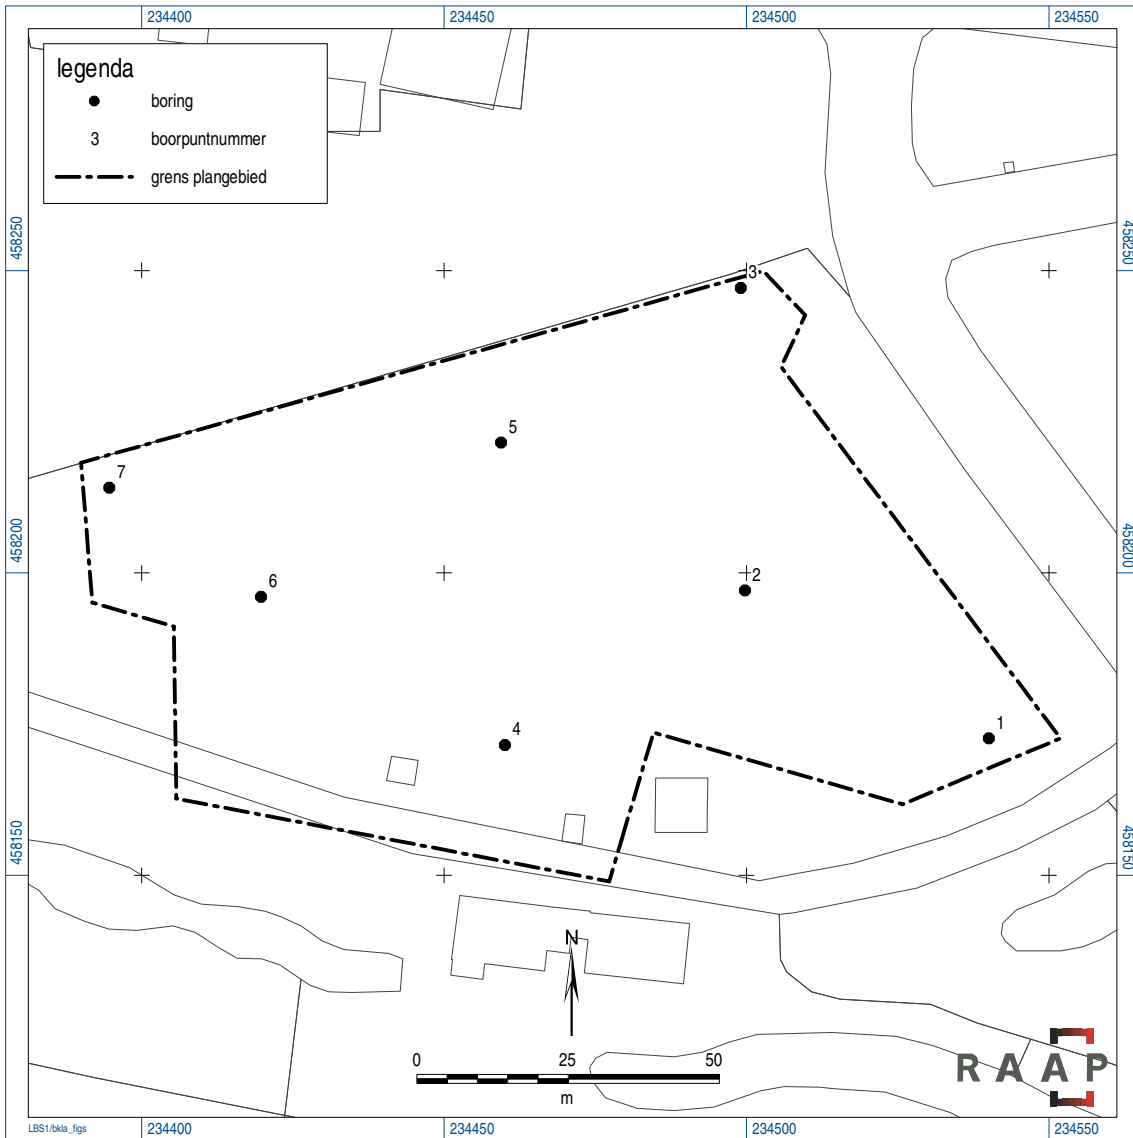 234400 234450 234500 234550
legenda
boring
3 boorpuntnummer
grens plangebied
458250 458250
3
5
7
458200 458200
2
6
1
4
458150 458150
N
0 25 50
m
RAAP
LBS1/bkla_figs
234400 234450 234500 234550